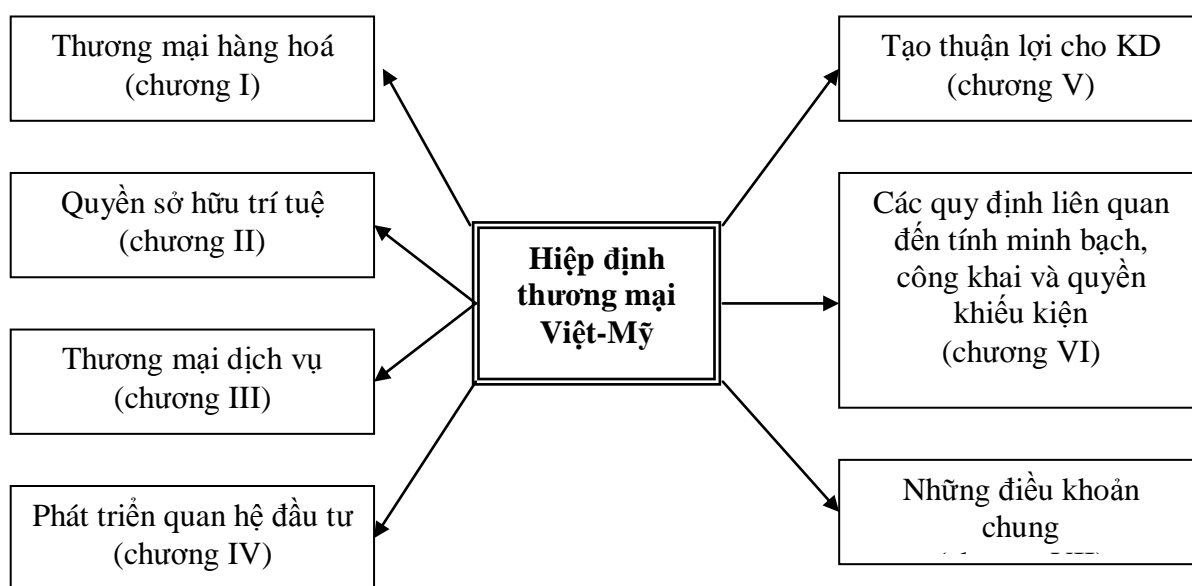 Thương mại hàng hoá
(chương I)
Quyền sở hữu trí tuệ
(chương II)
Thương mại dịch vụ
(chương III)
Phát triển quan hệ đầu tư
(chương IV)
Hiệp định
thương mại
Việt-Mỹ
Tạo thuận lợi cho KD
(chương V)
Các quy định liên quan
đến tính minh bạch,
công khai và quyền
khiếu kiện
(chương VI)
Những điều khoản
chung